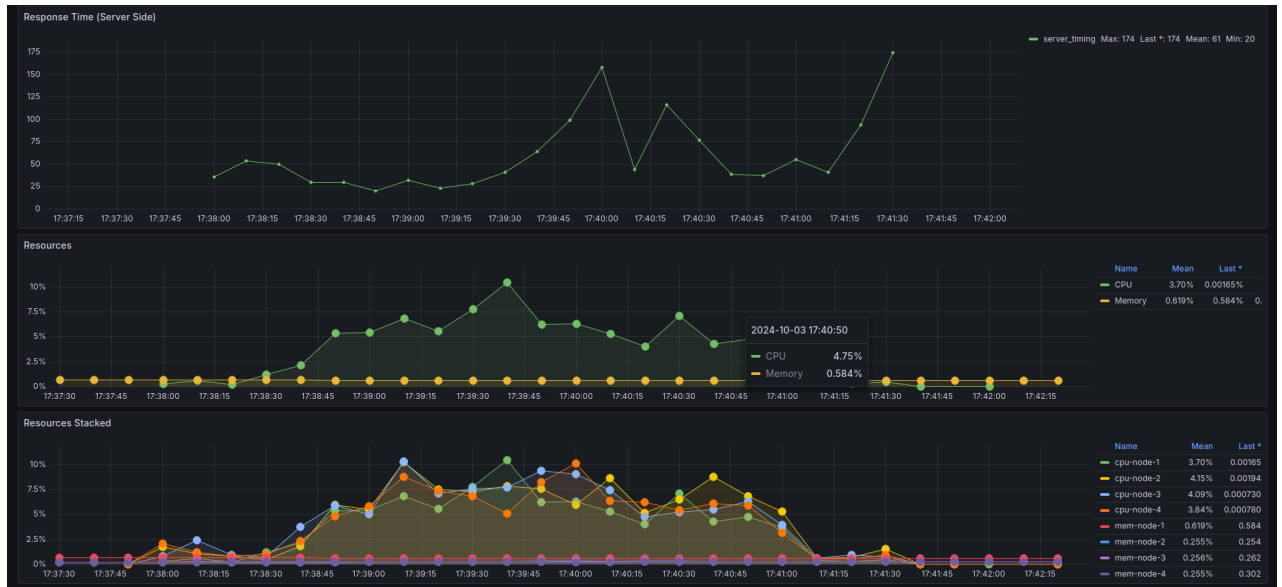 Response Time (Server Side)
server_timing Max: 174 Last *: 174 Mean: 61 Min: 20
175
150
125
100
75
50
25
0
17:37:15 17:37:30 17:37:45 17:38:00 17:38:15 17:38:30 17:38:45 17:39:00 17:39:15 17:39:30 17:39:45 17:40:00 17:40:15 17:40:30 17:40:45 17:41:00 17:41:15 17:41:30 17:41:45 17:42:00
Resources
Name Mean Last *
CPU 3.70% 0.00165%
Memory 0.619% 0.584% 0.
10%
7.5%
5%
2.5%
0%
2024-10-03 17:40:50
CPU 4.75%
Memory 0.584%
17:37:30 17:37:45 17:38:00 17:38:15 17:38:30 17:38:45 17:39:00 17:39:15 17:39:30 17:39:45 17:40:00 17:40:15 17:40:30 17:40:45 17:41:00 17:41:15 17:41:30 17:41:45 17:42:00 17:42:15
Resources Stacked
Name Mean Last *
cpu-node-1 3.70% 0.00165
cpu-node-2 4.15% 0.00194
cpu-node-3 4.09% 0.000730
cpu-node-4 3.84% 0.000780
mem-node-1 0.619% 0.584
mem-node-2 0.255% 0.254
mem-node-3 0.256% 0.262
mem-node-4 0.255% 0.302
10%
7.5%
5%
2.5%
0%
17:37:30 17:37:45 17:38:00 17:38:15 17:38:30 17:38:45 17:39:00 17:39:15 17:39:30 17:39:45 17:40:00 17:40:15 17:40:30 17:40:45 17:41:00 17:41:15 17:41:30 17:41:45 17:42:00 17:42:15